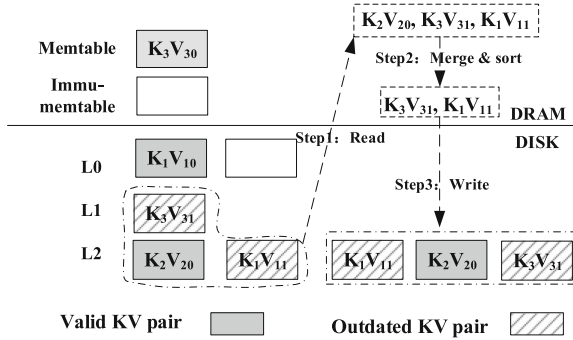 K2V20, K3V31, K1V11
Memtable K3V30
Step2: Merge & sort
Immu-
memtable
K3V31, K1V11
DRAM
DISK
Step1: Read
L0 K1V10
Step3: Write
L1 K3V31
L2 K2V20 K1V11 K1V11 K2V20 K3V31
Valid KV pair Outdated KV pair